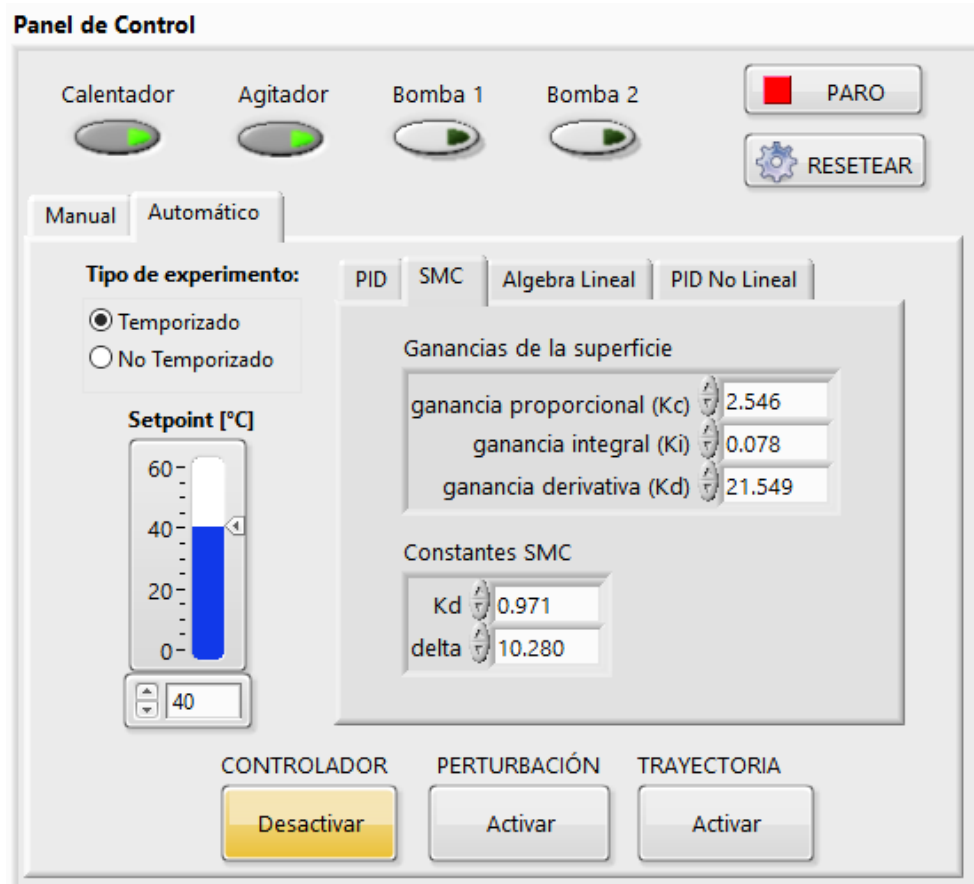 Panel de Control
Calentador Agitador Bomba 1 Bomba 2 PARO
RESETEAR
Manual Automático
Tipo de experimento: PID SMC Algebra Lineal PID No Lineal
Temporizado
No Temporizado
Ganancias de la superficie
ganancia proporcional (Kc) 2.546
ganancia integral (Ki) 0.078
ganancia derivativa (Kd) 21.549
Setpoint [°C]
60
40
20
0
40
Constantes SMC
Kd 0.971
delta 10.280
CONTROLADOR PERTURBACIÓN TRAYECTORIA
Desactivar Activar Activar